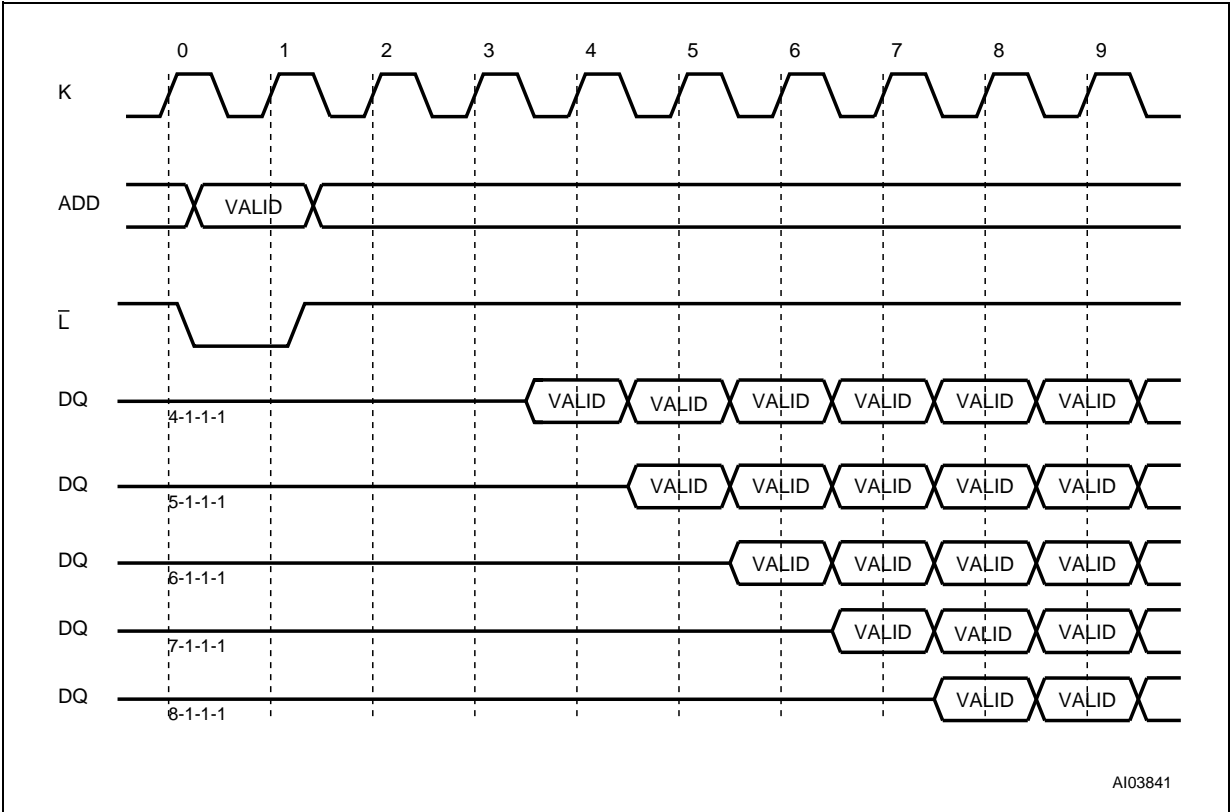 0 1 2 3 4 5 6 7 8 9
K
ADD VALID
L̅
DQ 4-1-1-1 VALID VALID VALID VALID VALID VALID
DQ 5-1-1-1 VALID VALID VALID VALID VALID
DQ 6-1-1-1 VALID VALID VALID VALID
DQ 7-1-1-1 VALID VALID VALID
DQ 8-1-1-1 VALID VALID
AI03841